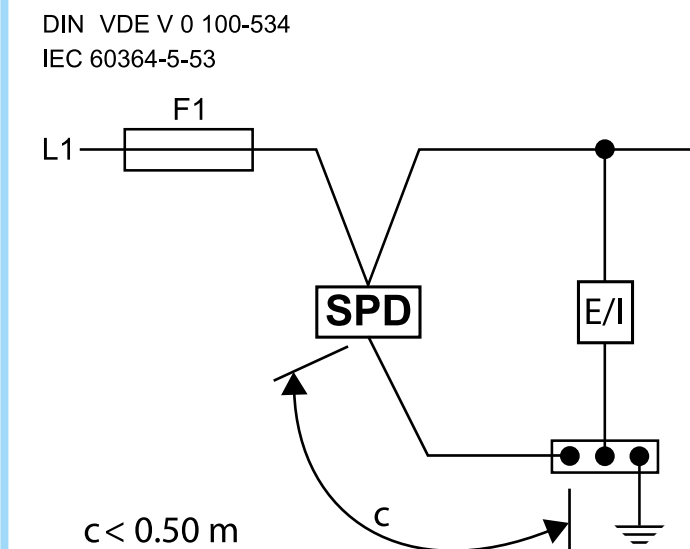 DIN VDE V 0 100-534
IEC 60364-5-53
F1
L1
SPD
E/I
c
c< 0.50 m